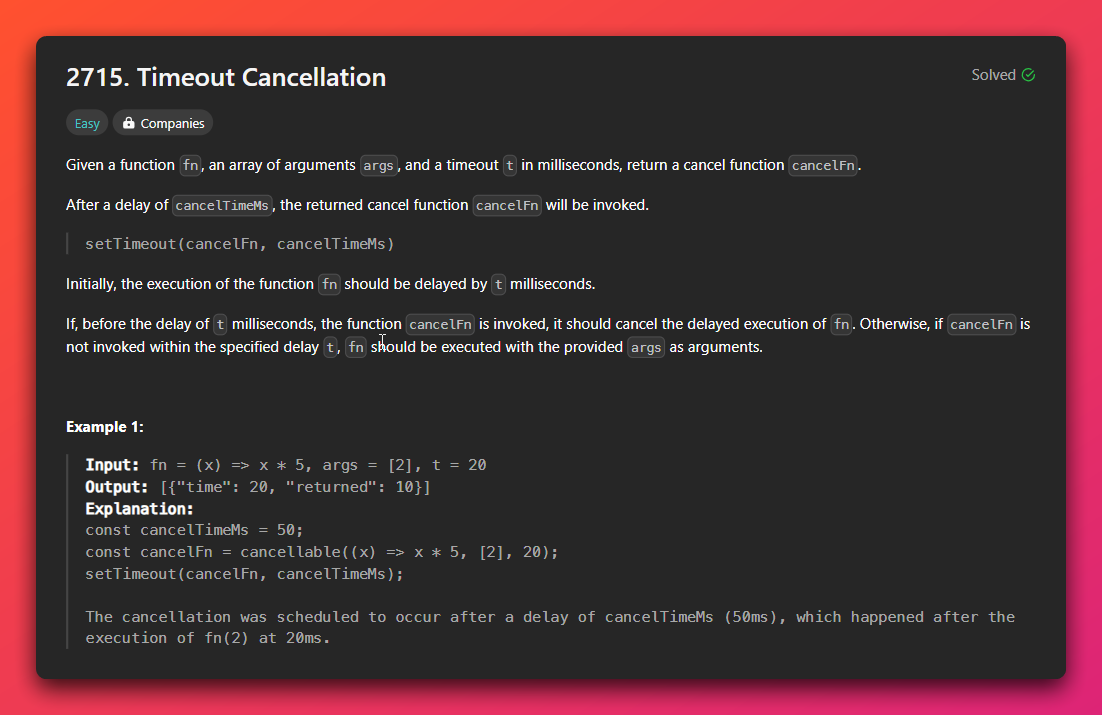 2715. Timeout Cancellation
Solved
Easy
Companies
Given a function fn, an array of arguments args, and a timeout t in milliseconds, return a cancel function cancelFn.
After a delay of cancelTimeMs, the returned cancel function cancelFn will be invoked.
setTimeout(cancelFn, cancelTimeMs)
Initially, the execution of the function fn should be delayed by t milliseconds.
If, before the delay of t milliseconds, the function cancelFn is invoked, it should cancel the delayed execution of fn. Otherwise, if cancelFn is
not invoked within the specified delay t, fn should be executed with the provided args as arguments.
Example 1:
Input: fn = (x) => x * 5, args = [2], t = 20
Output: [{"time": 20, "returned": 10}]
Explanation:
const cancelTimeMs = 50;
const cancelFn = cancellable((x) => x * 5, [2], 20);
setTimeout(cancelFn, cancelTimeMs);
The cancellation was scheduled to occur after a delay of cancelTimeMs (50ms), which happened after the
execution of fn(2) at 20ms.